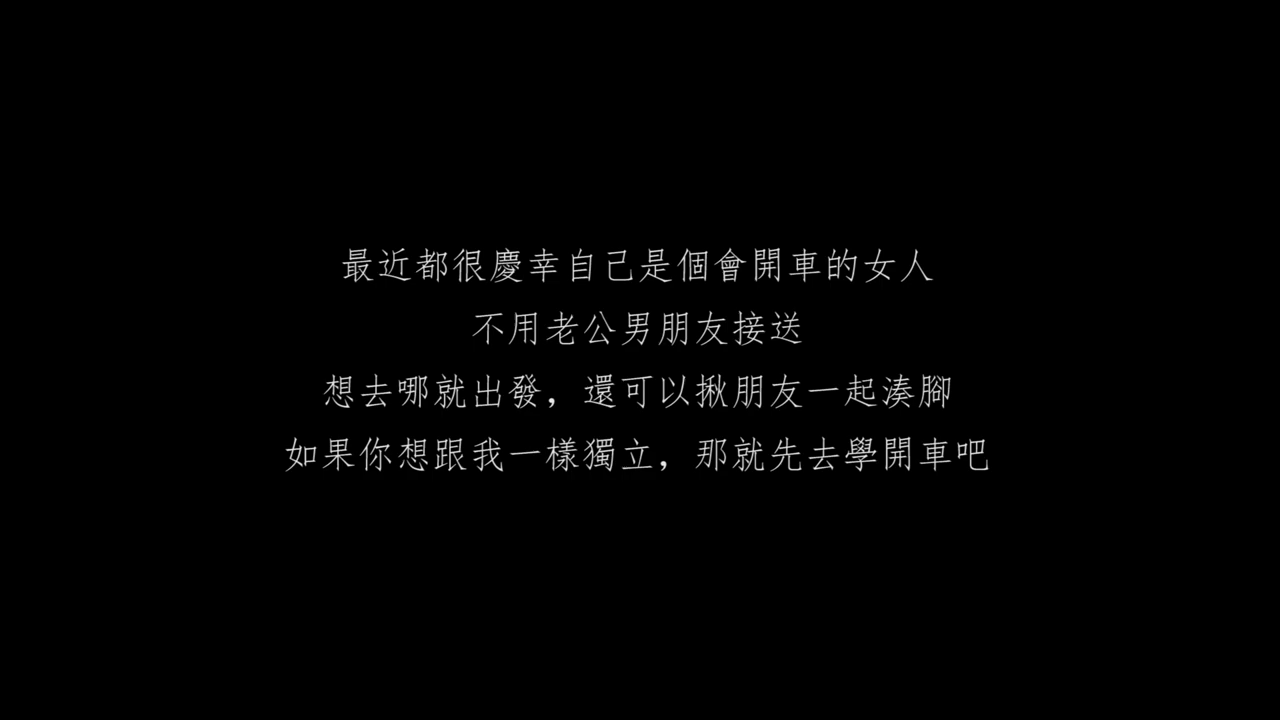 最近都很慶幸自己是個會開車的女人
不用老公男朋友接送
想去哪就出發，還可以揪朋友一起湊腳
如果你想跟我一樣獨立，那就先去學開車吧